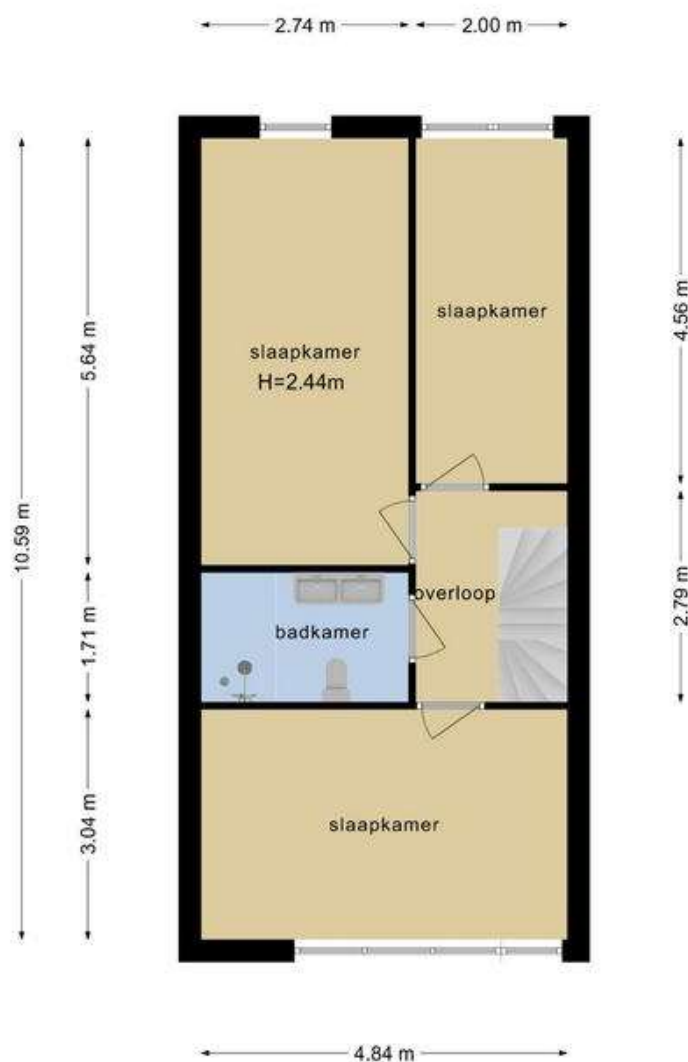 2.74 m
2.00 m
10.59 m
5.64 m
1.71 m
3.04 m
4.56 m
2.79 m
slaapkamer
slaapkamer
H=2.44m
overloop
badkamer
slaapkamer
4.84 m